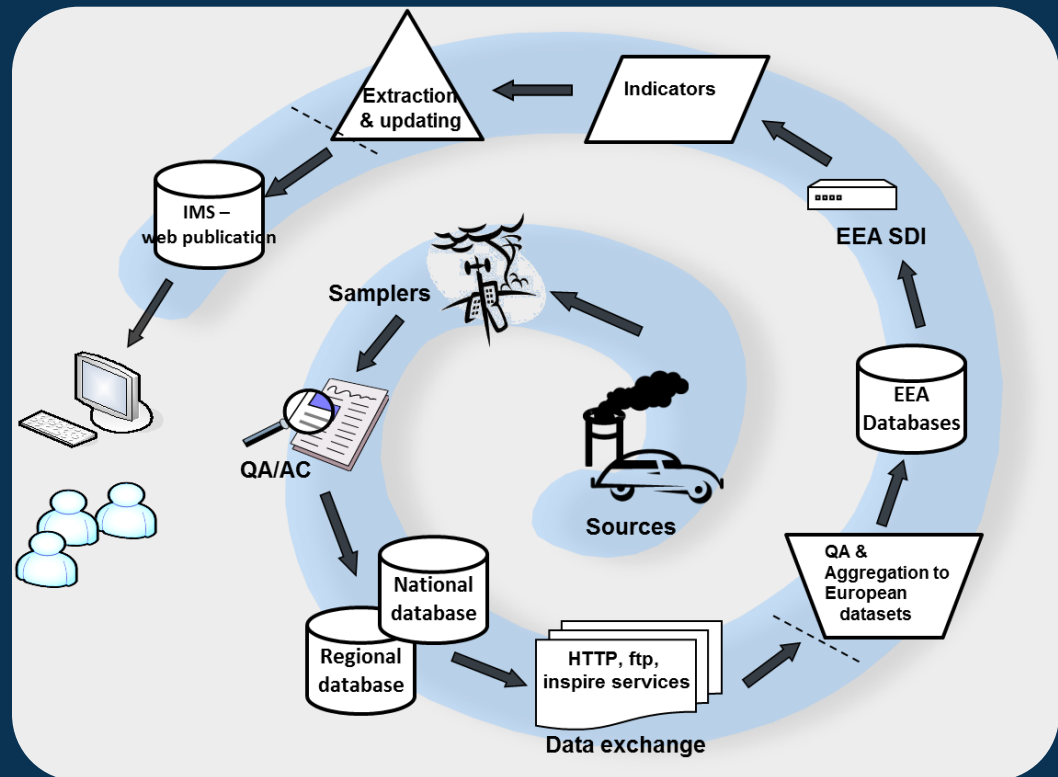 Extraction
& updating
Indicators
IMS –
web publication
EEA SDI
Samplers
EEA
Databases
QA/AC
Sources
QA &
Aggregation to
European
datasets
National
database
Regional
database
HTTP, ftp,
inspire services
Data exchange